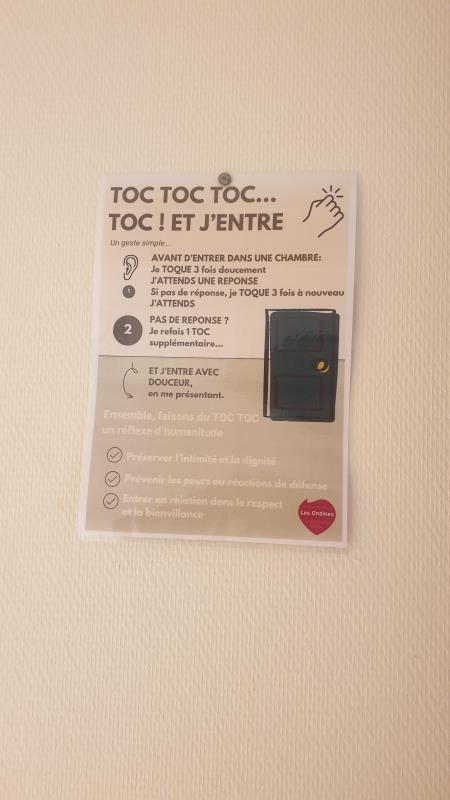 TOC TOC TOC...
TOC ! ET J'ENTRE
Un geste simple...
AVANT D'ENTRER DANS UNE CHAMBRE:
Je TOQUE 3 fois doucement
J'ATTENDS UNE REPONSE
1
Si pas de réponse, je TOQUE 3 fois à nouveau
J'ATTENDS
2
PAS DE REPONSE ?
Je refais 1 TOC
supplémentaire...
ET J'ENTRE AVEC
DOUCEUR,
en me présentant.
Ensemble, faisons du TOC TOC
un réflexe d'humanitude
Préserver l'intimité et la dignité
Prévenir les peurs ou réactions de défense
Entrer en relation dans le respect
et la bienvillance
Les Ondines